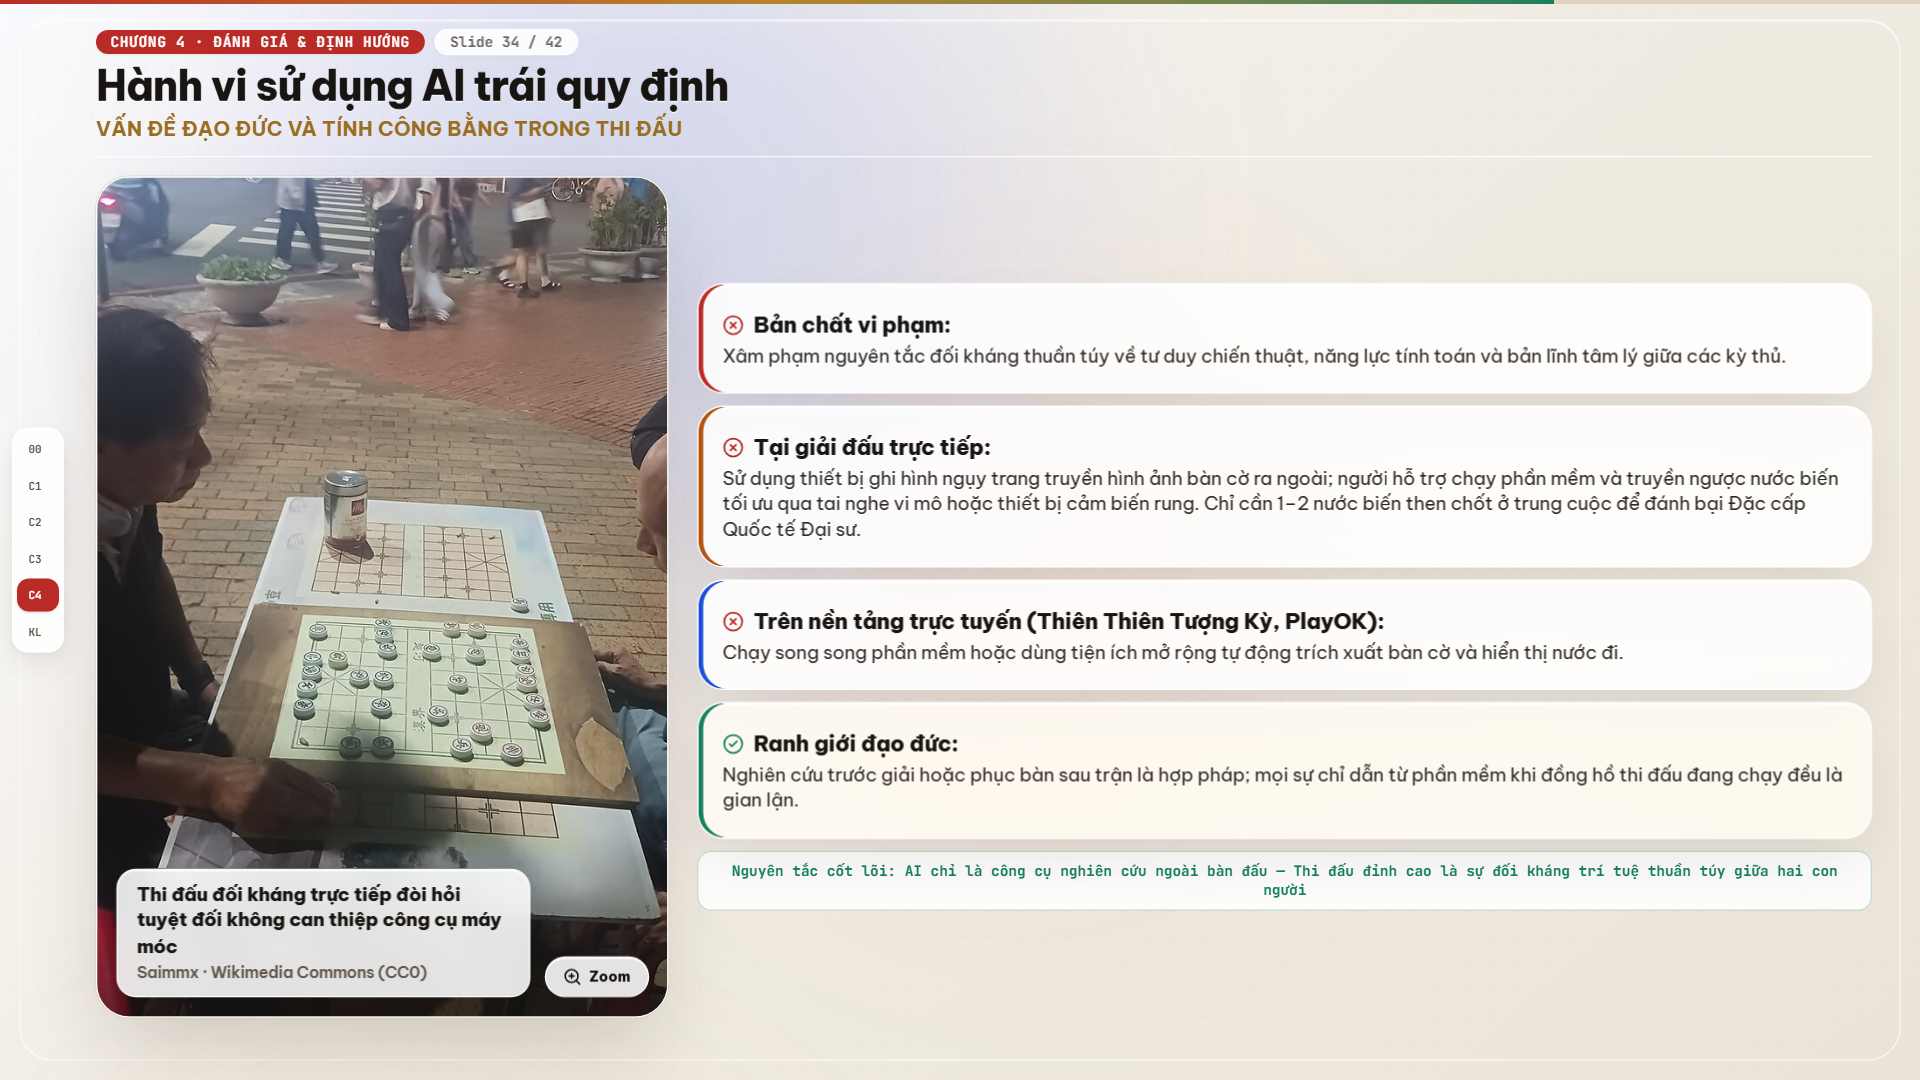 CHƯƠNG 4 · ĐÁNH GIÁ & ĐỊNH HƯỚNG
Slide 34 / 42
Hành vi sử dụng AI trái quy định
VẤN ĐỀ ĐẠO ĐỨC VÀ TÍNH CÔNG BẰNG TRONG THI ĐẤU
00
C1
C2
C3
C4
KL
Thi đấu đối kháng trực tiếp đòi hỏi
tuyệt đối không can thiệp công cụ máy
móc
Saimmx · Wikimedia Commons (CC0)
Zoom
Bản chất vi phạm:
Xâm phạm nguyên tắc đối kháng thuần túy về tư duy chiến thuật, năng lực tính toán và bản lĩnh tâm lý giữa các kỳ thủ.
Tại giải đấu trực tiếp:
Sử dụng thiết bị ghi hình ngụy trang truyền hình ảnh bàn cờ ra ngoài; người hỗ trợ chạy phần mềm và truyền ngược nước biến
tối ưu qua tai nghe vi mô hoặc thiết bị cảm biến rung. Chỉ cần 1–2 nước biến then chốt ở trung cuộc để đánh bại Đặc cấp
Quốc tế Đại sư.
Trên nền tảng trực tuyến (Thiên Thiên Tượng Kỳ, PlayOK):
Chạy song song phần mềm hoặc dùng tiện ích mở rộng tự động trích xuất bàn cờ và hiển thị nước đi.
Ranh giới đạo đức:
Nghiên cứu trước giải hoặc phục bàn sau trận là hợp pháp; mọi sự chỉ dẫn từ phần mềm khi đồng hồ thi đấu đang chạy đều là
gian lận.
Nguyên tắc cốt lõi: AI chỉ là công cụ nghiên cứu ngoài bàn đấu — Thi đấu đỉnh cao là sự đối kháng trí tuệ thuần túy giữa hai con
người